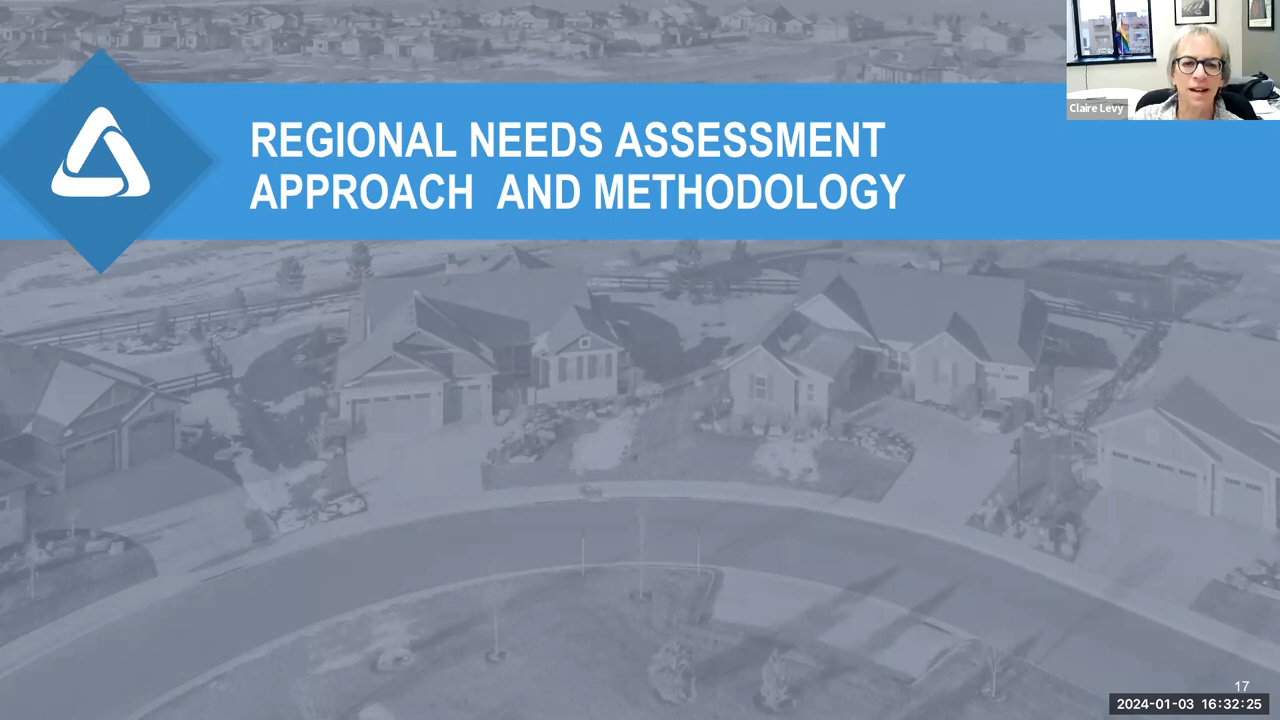 Claire Levy
REGIONAL NEEDS ASSESSMENT
APPROACH AND METHODOLOGY
17
2024-01-03 16:32:25